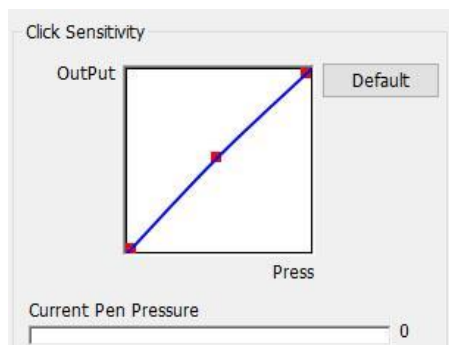 Click Sensitivity
OutPut
Default
Press
Current Pen Pressure
0